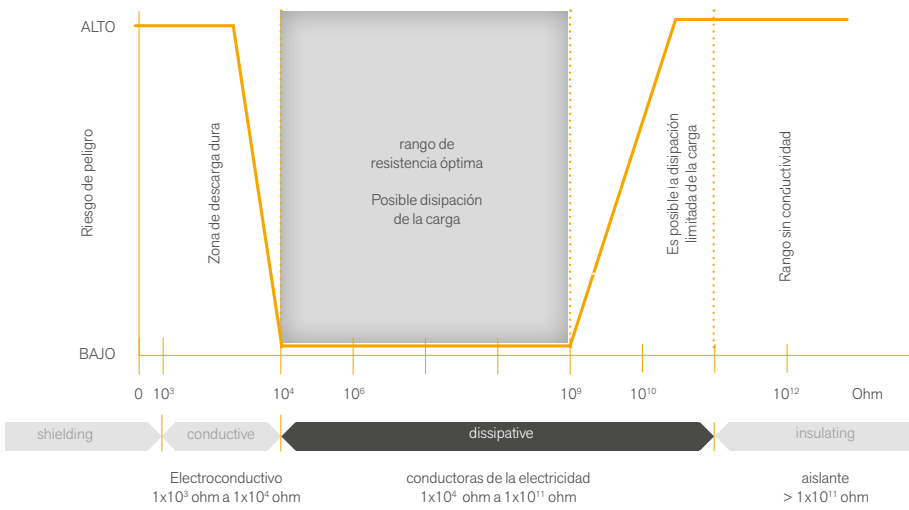 ALTO
Riesgo de peligro
BAJO
Zona de descarga dura
rango de
resistencia óptima
Posible disipación
de la carga
Es posible la disipación
limitada de la carga
Rango sin conductividad
0 10³ 10⁴ 10⁶ 10⁹ 10¹⁰ 10¹² Ohm
shielding conductive dissipative insulating
Electroconductivo
1x10³ ohm a 1x10⁴ ohm
conductoras de la electricidad
1x10⁴ ohm a 1x10¹¹ ohm
aislante
> 1x10¹¹ ohm